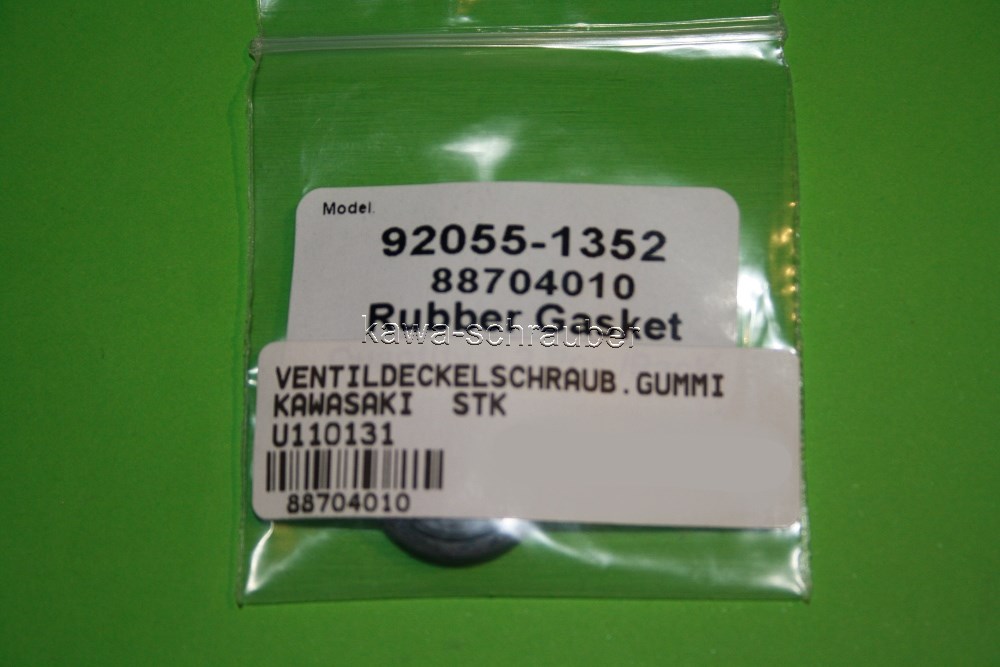 Model.
92055-1352
88704010
Rubber Gasket
kawa-schrauber
VENTILDECKELSCHRAUB.GUMMI
KAWASAKI STK
U110131
88704010